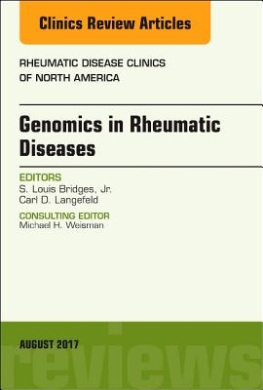 Clinics Review Articles
RHEUMATIC DISEASE CLINICS
OF NORTH AMERICA
Genomics in Rheumatic
Diseases
EDITORS
S. Louis Bridges, Jr.
Carl D. Langefeld
CONSULTING EDITOR
Michael H. Weisman
AUGUST 2017
reviews